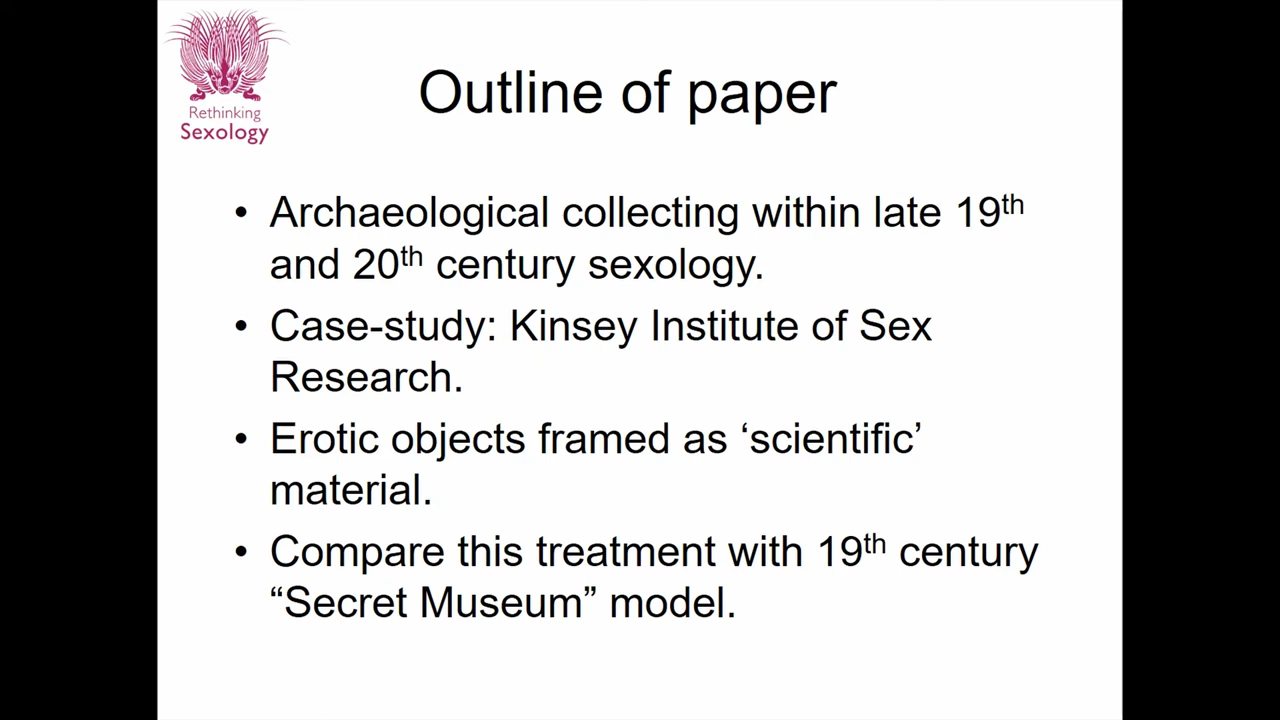 Rethinking
Sexology
Outline of paper
• Archaeological collecting within late 19th
and 20th century sexology.
• Case-study: Kinsey Institute of Sex
Research.
• Erotic objects framed as ‘scientific’
material.
• Compare this treatment with 19th century
“Secret Museum” model.